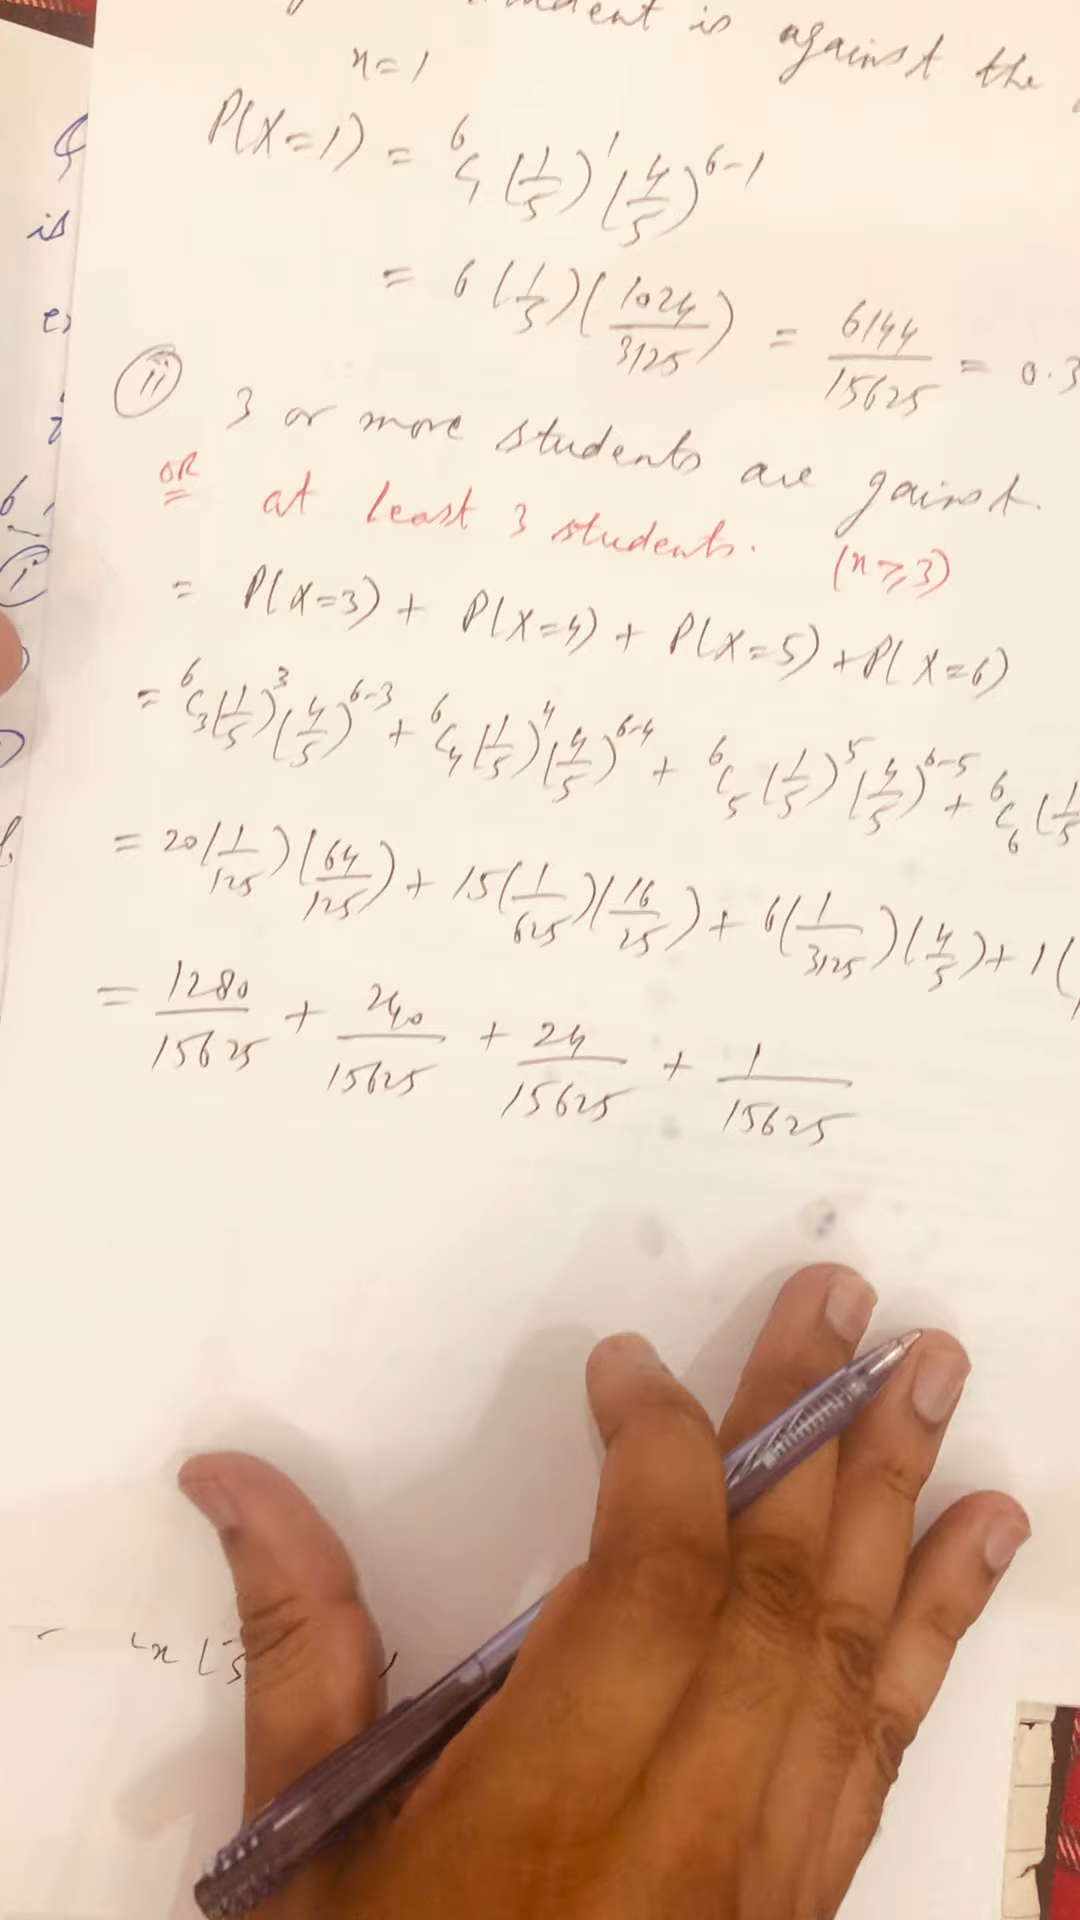 student is against the
n=1
P(X=1) = ⁶C₁ (1/5)¹ (4/5)⁶⁻¹
= 6 (1/5) (1024/3125) = 6144/15625 = 0.3
(ii) 3 or more students are gainst.
OR at least 3 students. (n≥3)
= P(X=3) + P(X=4) + P(X=5) + P(X=6)
= ⁶C₃ (1/5)³ (4/5)⁶⁻³ + ⁶C₄ (1/5)⁴ (4/5)⁶⁻⁴ + ⁶C₅ (1/5)⁵ (4/5)⁶⁻⁵ + ⁶C₆ (1/5
= 20 (1/125) (64/125) + 15 (1/625) (16/25) + 6 (1/3125) (4/5) + 1 (
= 1280/15625 + 240/15625 + 24/15625 + 1/15625
is